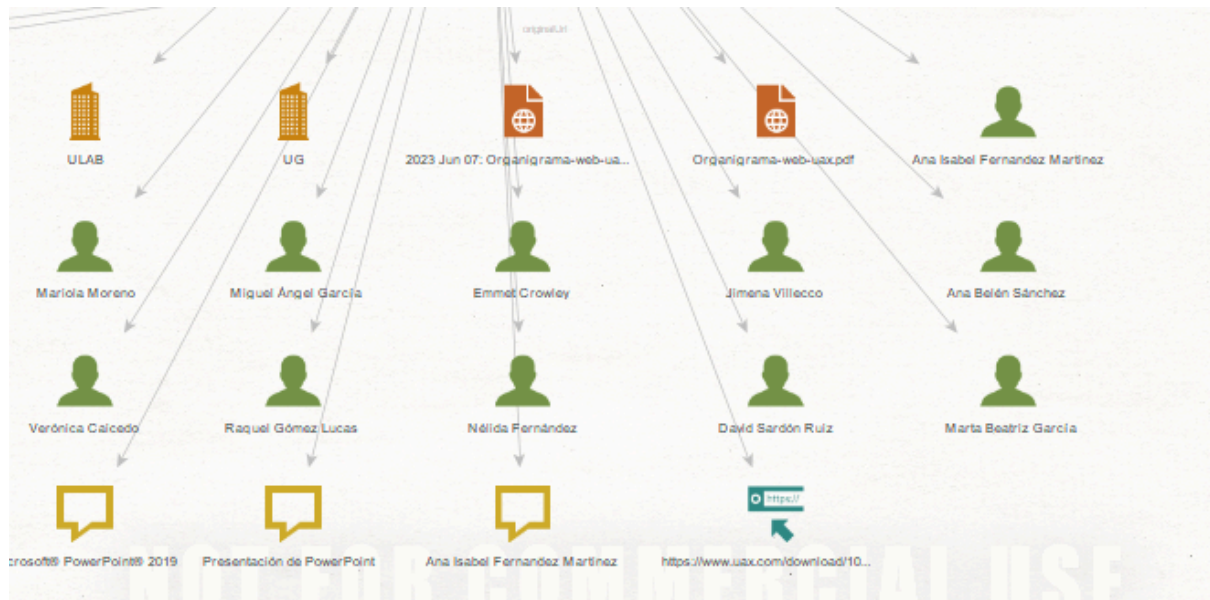 originalUrl
ULAB
UG
2023 Jun 07: Organigrama-web-ua...
Organigrama-web-uax.pdf
Ana Isabel Fernandez Martinez
Mariola Moreno
Miguel Ángel García
Emmet Crowley
Jimena Villecco
Ana Belén Sánchez
Verónica Caicedo
Raquel Gómez Lucas
Nélida Fernández
David Sardón Ruiz
Marta Beatriz García
https://
crosoft® PowerPoint® 2019
Presentación de PowerPoint
Ana Isabel Fernandez Martinez
https://www.uax.com/download/10...
NOT FOR COMMERCIAL USE